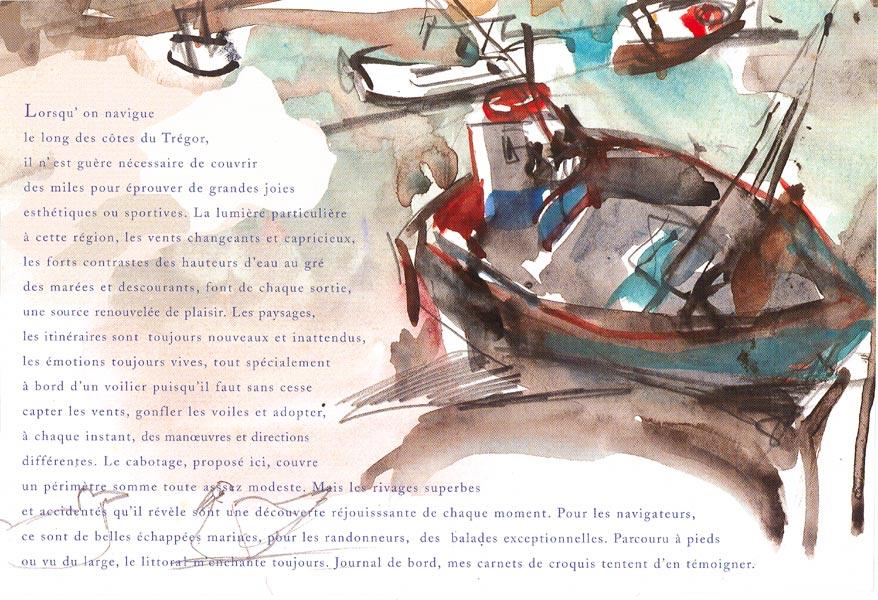 Lorsqu' on navigue
le long des côtes du Trégor,
il n'est guère nécessaire de couvrir
des miles pour éprouver de grandes joies
esthétiques ou sportives. La lumière particulière
à cette région, les vents changeants et capricieux,
les forts contrastes des hauteurs d'eau au gré
des marées et descourants, font de chaque sortie,
une source renouvelée de plaisir. Les paysages,
les itinéraires sont toujours nouveaux et inattendus,
les émotions toujours vives, tout spécialement
à bord d'un voilier puisqu'il faut sans cesse
capter les vents, gonfler les voiles et adopter,
à chaque instant, des manœuvres et directions
différentes. Le cabotage, proposé ici, couvre
un périmètre somme toute asssez modeste. Mais les rivages superbes
et accidentés qu'il révèle sont une découverte réjouisssante de chaque moment. Pour les navigateurs,
ce sont de belles échappées marines, pour les randonneurs, des balades exceptionnelles. Parcouru à pieds
ou vu du large, le littoral m'enchante toujours. Journal de bord, mes carnets de croquis tentent d'en témoigner.